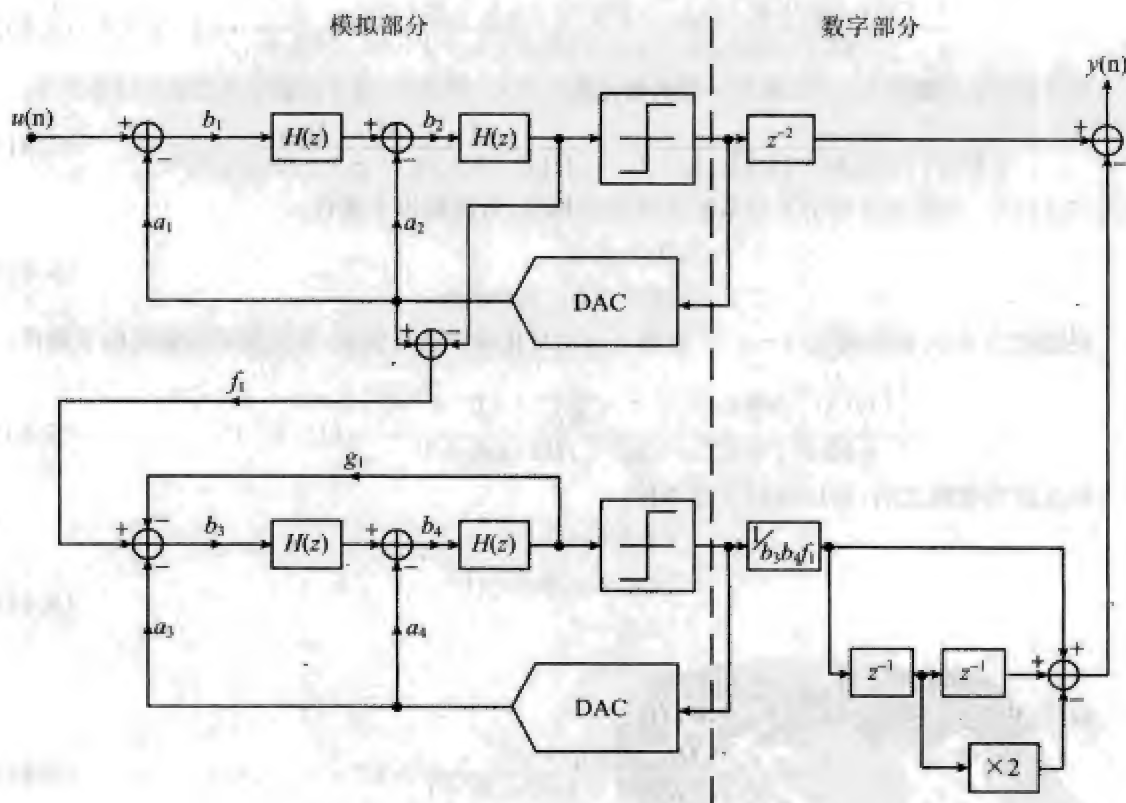 模拟部分
数字部分
y(n)
u(n)
+
−
b₁
H(z)
+
−
b₂
H(z)
z⁻²
+
−
a₁
a₂
DAC
+
−
f₁
g₁
+
−
−
b₃
H(z)
+
−
b₄
H(z)
1/b₃b₄f₁
a₃
a₄
z⁻¹
z⁻¹
+
+
−
DAC
×2